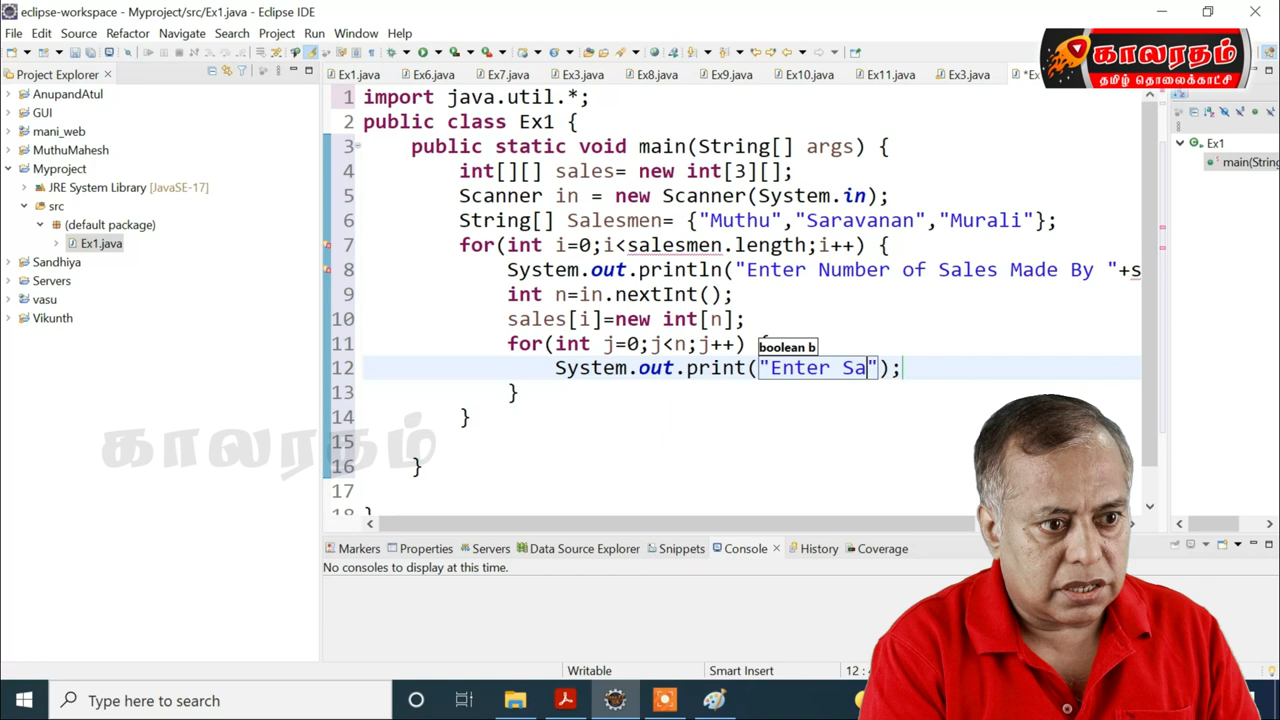 eclipse-workspace - Myproject/src/Ex1.java - Eclipse IDE
File Edit Source Refactor Navigate Search Project Run Window Help
காலரதம்
தமிழ் தொலைக்காட்சி
Project Explorer
Ex1.java Ex6.java Ex7.java Ex3.java Ex8.java Ex9.java Ex10.java Ex11.java Ex3.java
AnupandAtul
GUI
mani_web
MuthuMahesh
Myproject
JRE System Library [JavaSE-17]
src
(default package)
Ex1.java
Sandhiya
Servers
vasu
Vikunth
1 import java.util.*;
2 public class Ex1 {
3 public static void main(String[] args) {
4 int[][] sales= new int[3][];
5 Scanner in = new Scanner(System.in);
6 String[] Salesmen= {"Muthu","Saravanan","Murali"};
7 for(int i=0;i<salesmen.length;i++) {
8 System.out.println("Enter Number of Sales Made By "+s
9 int n=in.nextInt();
10 sales[i]=new int[n];
11 for(int j=0;j<n;j++)
boolean b
12 System.out.print("Enter Sa");
13 }
14 }
15
16 }
17
18 }
Ex1
main(String
காலரதம்
Markers Properties Servers Data Source Explorer Snippets Console History Coverage
No consoles to display at this time.
Writable Smart Insert 12 :
Type here to search